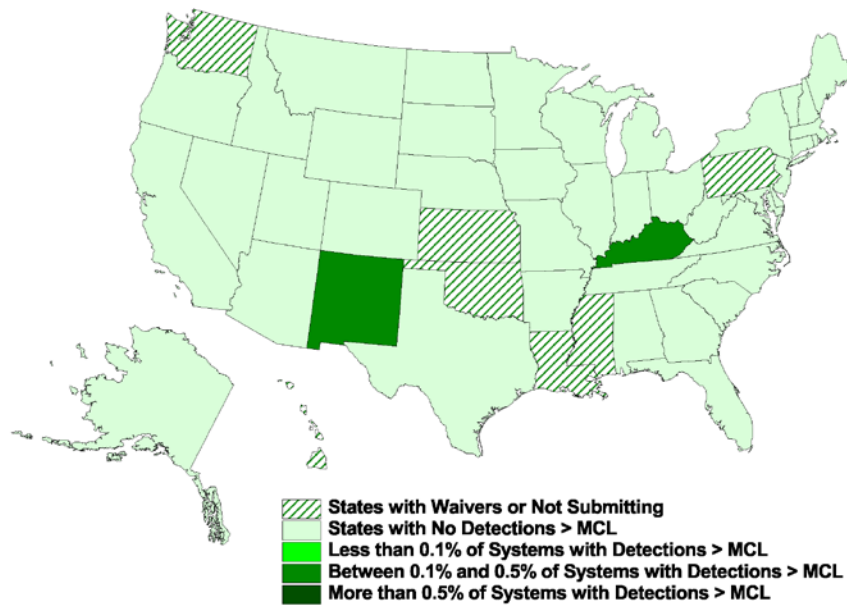 States with Waivers or Not Submitting
States with No Detections > MCL
Less than 0.1% of Systems with Detections > MCL
Between 0.1% and 0.5% of Systems with Detections > MCL
More than 0.5% of Systems with Detections > MCL